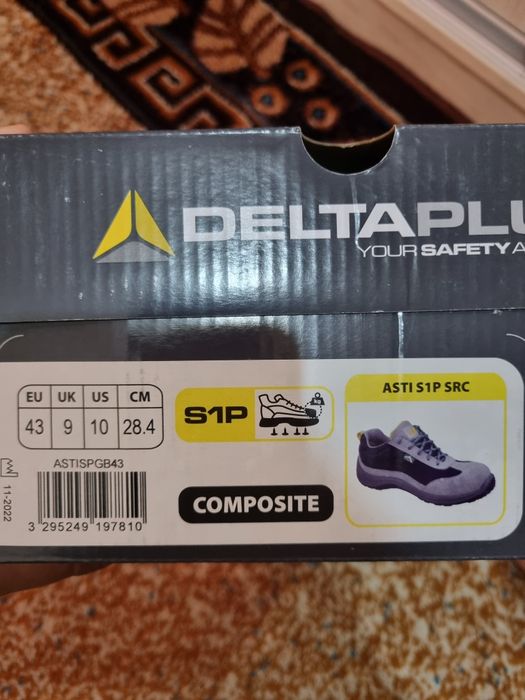 DELTAPLU
YOUR SAFETY A
EU UK US CM
43 9 10 28.4
S1P
KG
ASTI S1P SRC
ASTISPGB43
3 295249 197810
11-2022
COMPOSITE